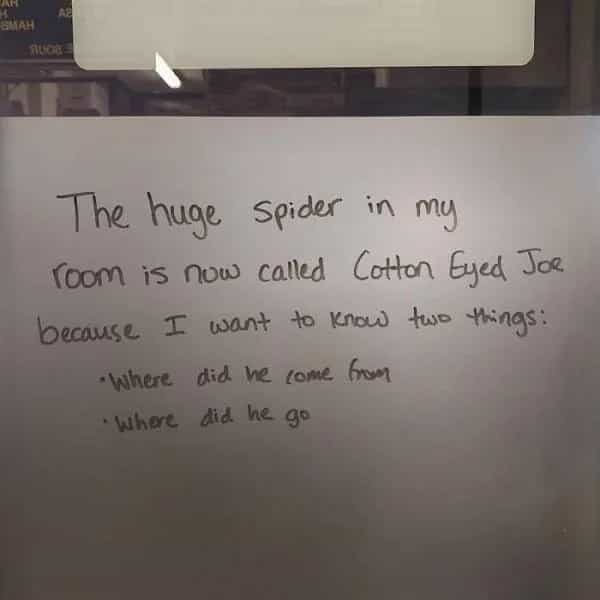 The huge spider in my
room is now called Cotton Eyed Joe
because I want to know two things:
• Where did he come from
• Where did he go